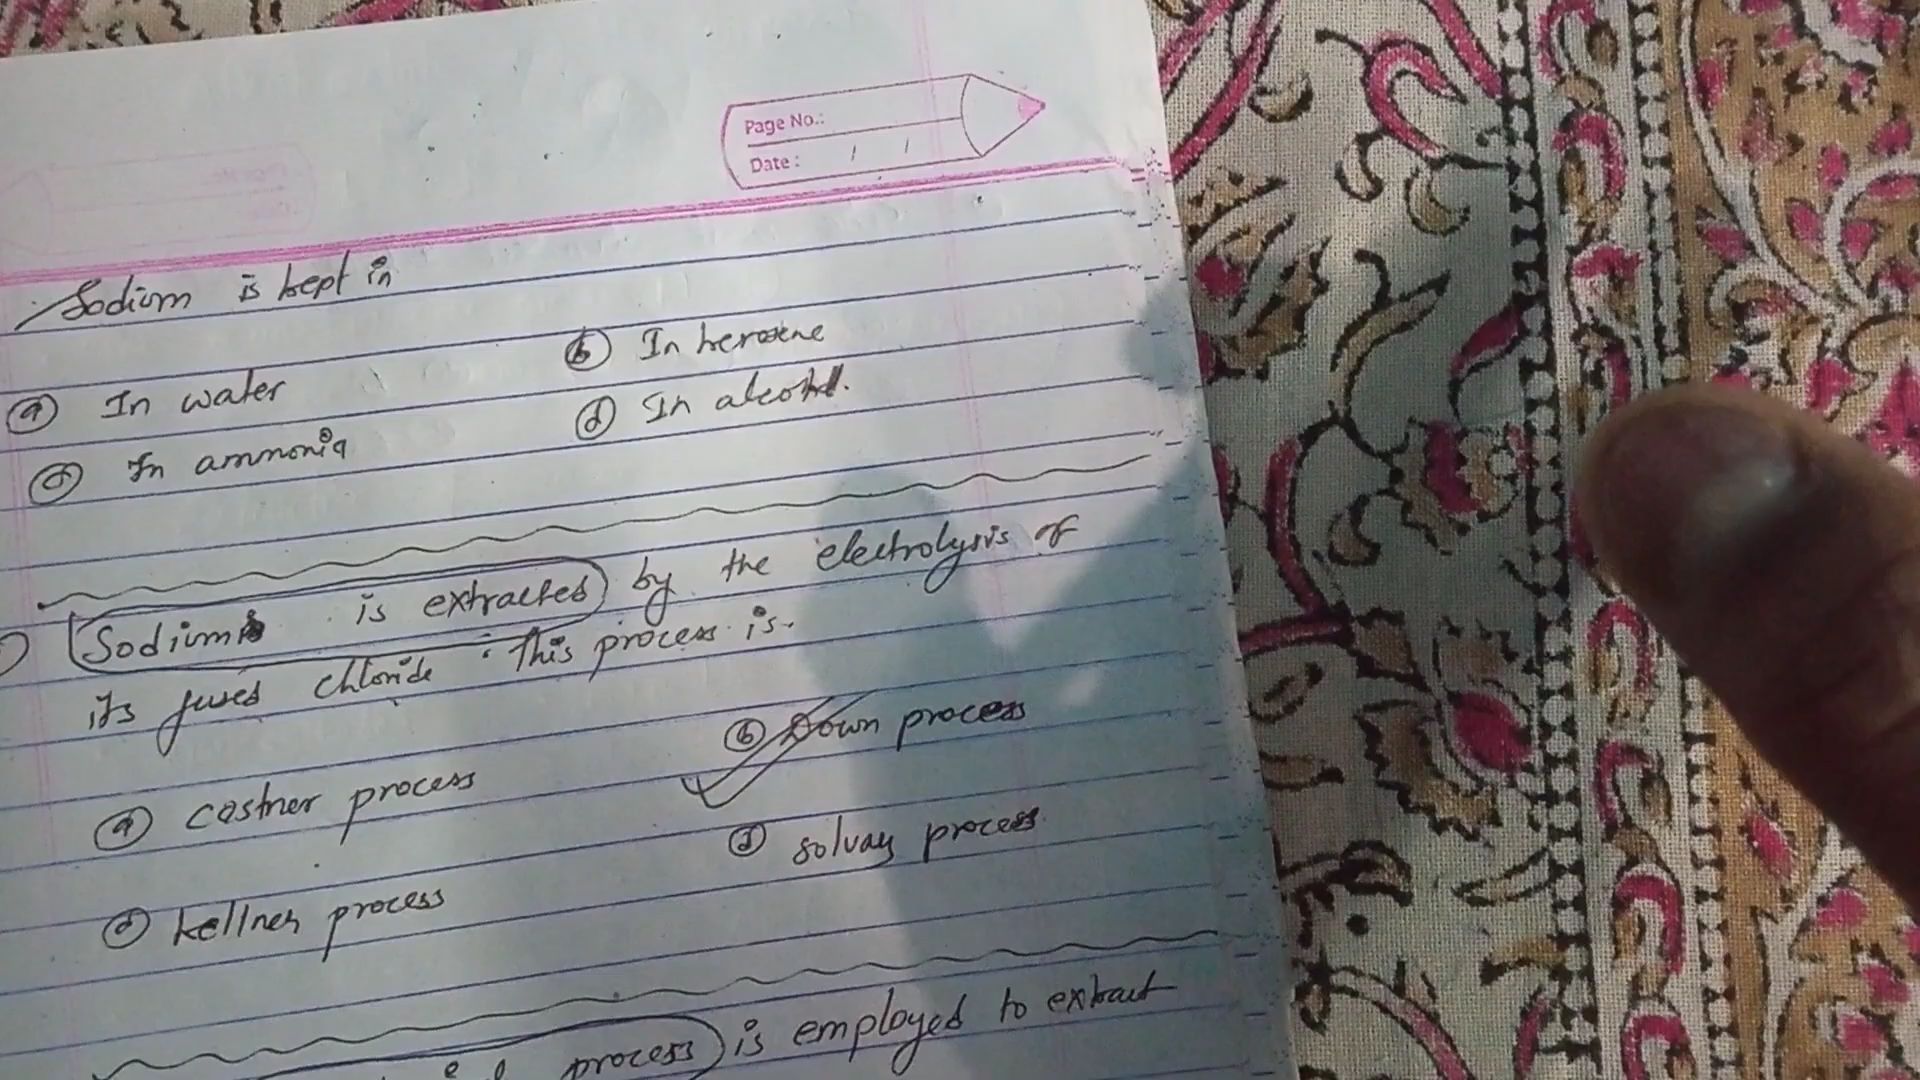 Page No.:
Date : / /
Sodium is kept in
(a) In water
(b) In kerosene
(c) In ammonia
(d) In alcohol.
Sodium is extracted by the electrolysis of
its fused chloride. This process is.
(a) castner process
(b) Down process
(c) kellner process
(d) solvay process
process is employed to extract